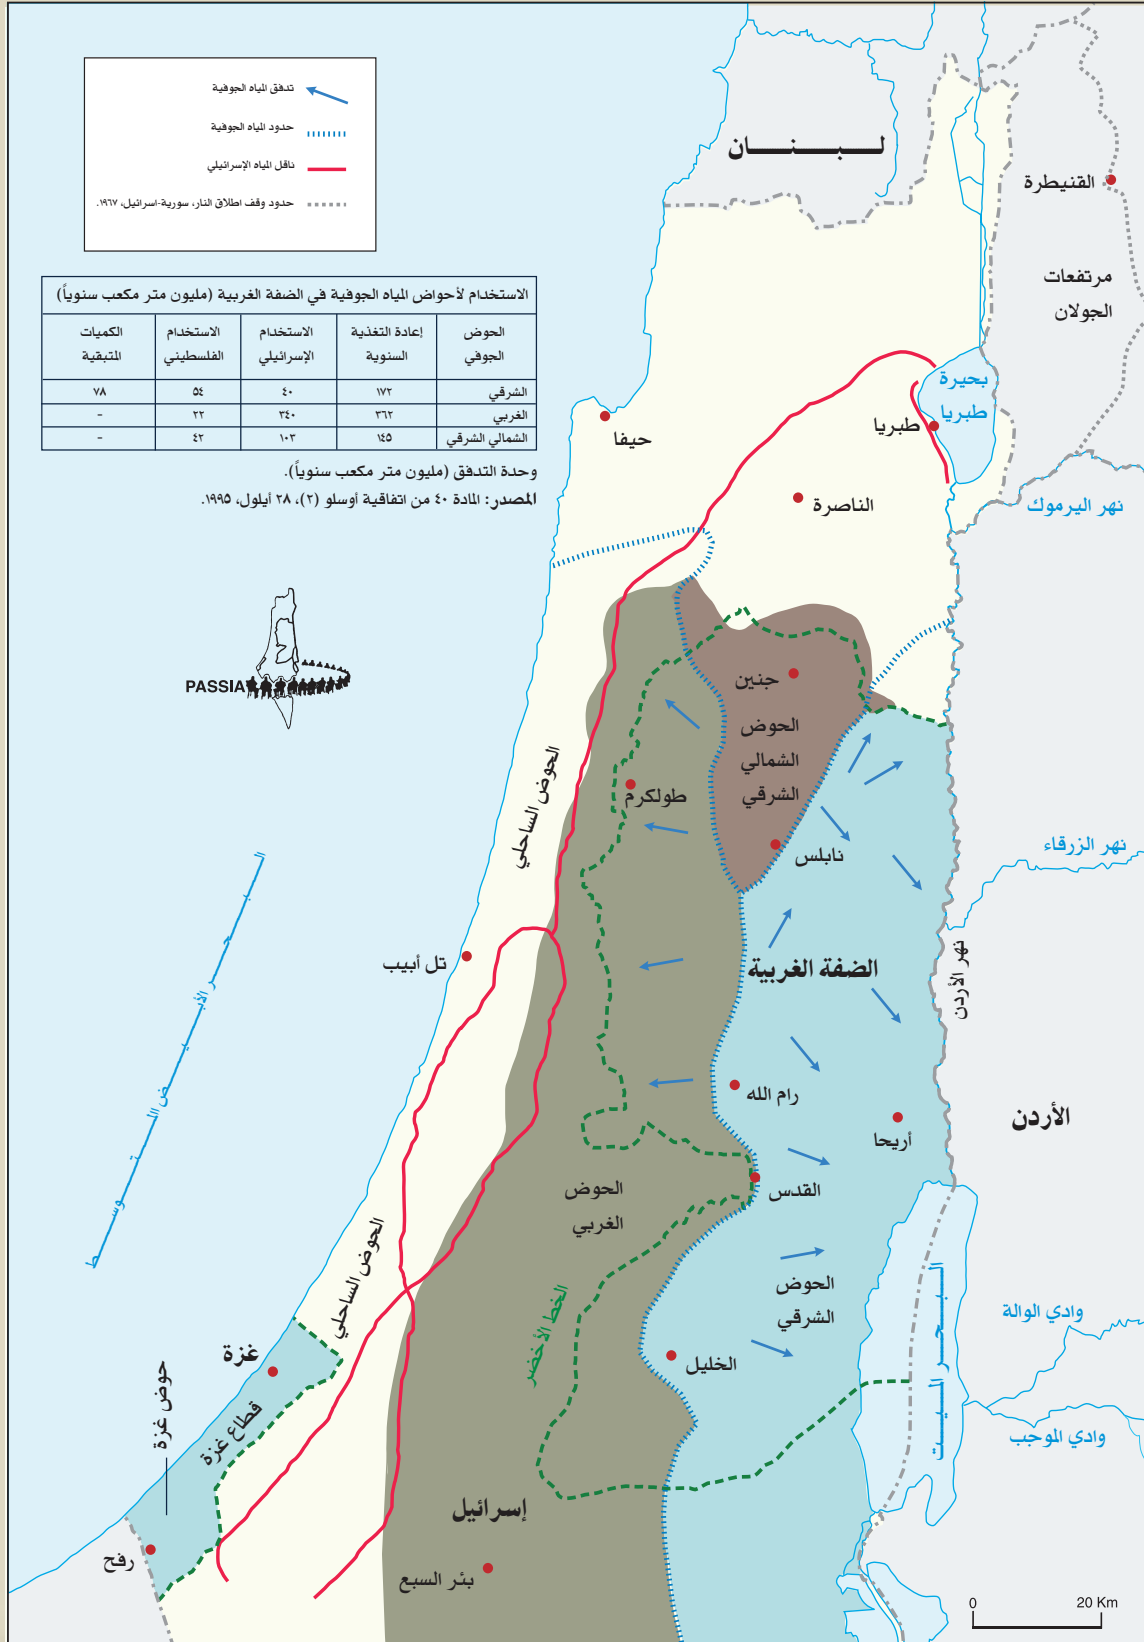 تدفق المياه الجوفية
حدود المياه الجوفية
ناقل المياه الإسرائيلي
حدود وقف اطلاق النار، سورية-اسرائيل، ١٩٦٧.
الاستخدام لأحواض المياه الجوفية في الضفة الغربية (مليون متر مكعب سنوياً)
الحوض الجوفي | إعادة التغذية السنوية | الاستخدام الإسرائيلي | الاستخدام الفلسطيني | الكميات المتبقية
الشرقي | ١٧٢ | ٤٠ | ٥٤ | ٧٨
الغربي | ٣٦٢ | ٣٤٠ | ٢٢ | -
الشمالي الشرقي | ١٤٥ | ١٠٣ | ٤٢ | -
وحدة التدفق (مليون متر مكعب سنوياً).
المصدر: المادة ٤٠ من اتفاقية أوسلو (٢)، ٢٨ أيلول، ١٩٩٥.
لـبـنـان
القنيطرة
مرتفعات
الجولان
بحيرة
طبريا
طبريا
حيفا
الناصرة
نهر اليرموك
PASSIA
جنين
الحوض
الشمالي
الشرقي
الحوض الساحلي
طولكرم
نابلس
نهر الزرقاء
البحر الأبيض المتوسط
تل أبيب
الضفة الغربية
نهر الأردن
رام الله
أريحا
الأردن
القدس
الحوض
الغربي
الحوض الساحلي
الحوض
الشرقي
الخط الأخضر
البحر الميت
وادي الوالة
غزة
الخليل
حوض غزة
قطاع غزة
وادي الموجب
إسرائيل
رفح
بئر السبع
0 20 Km